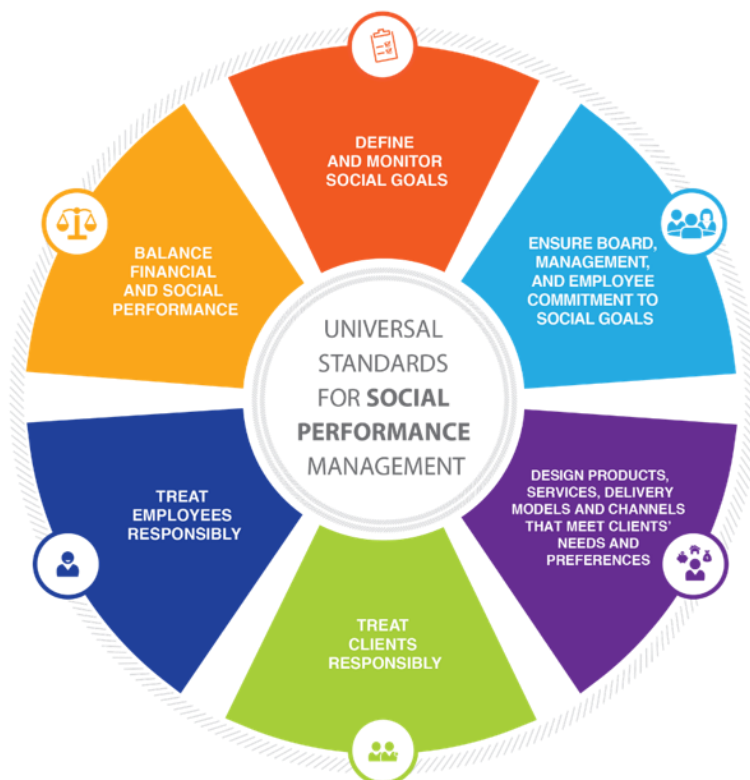 DEFINE
AND MONITOR
SOCIAL GOALS
ENSURE BOARD,
MANAGEMENT,
AND EMPLOYEE
COMMITMENT TO
SOCIAL GOALS
DESIGN PRODUCTS,
SERVICES, DELIVERY
MODELS AND CHANNELS
THAT MEET CLIENTS'
NEEDS AND
PREFERENCES
TREAT
CLIENTS
RESPONSIBLY
TREAT
EMPLOYEES
RESPONSIBLY
BALANCE
FINANCIAL
AND SOCIAL
PERFORMANCE
UNIVERSAL
STANDARDS
FOR SOCIAL
PERFORMANCE
MANAGEMENT